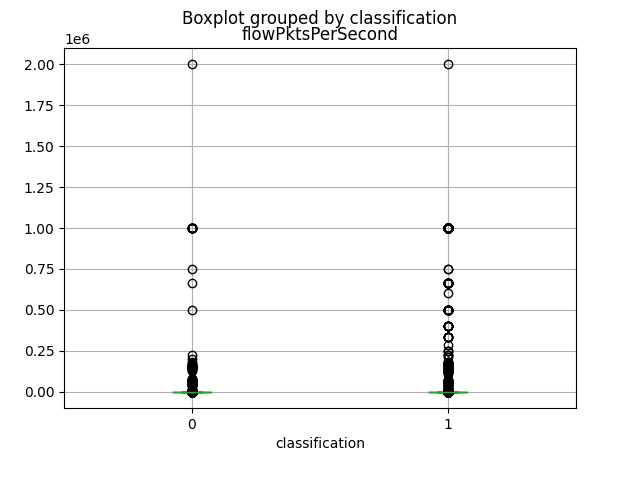 Boxplot grouped by classification
flowPktsPerSecond
1e6
2.00
1.75
1.50
1.25
1.00
0.75
0.50
0.25
0.00
0 1
classification